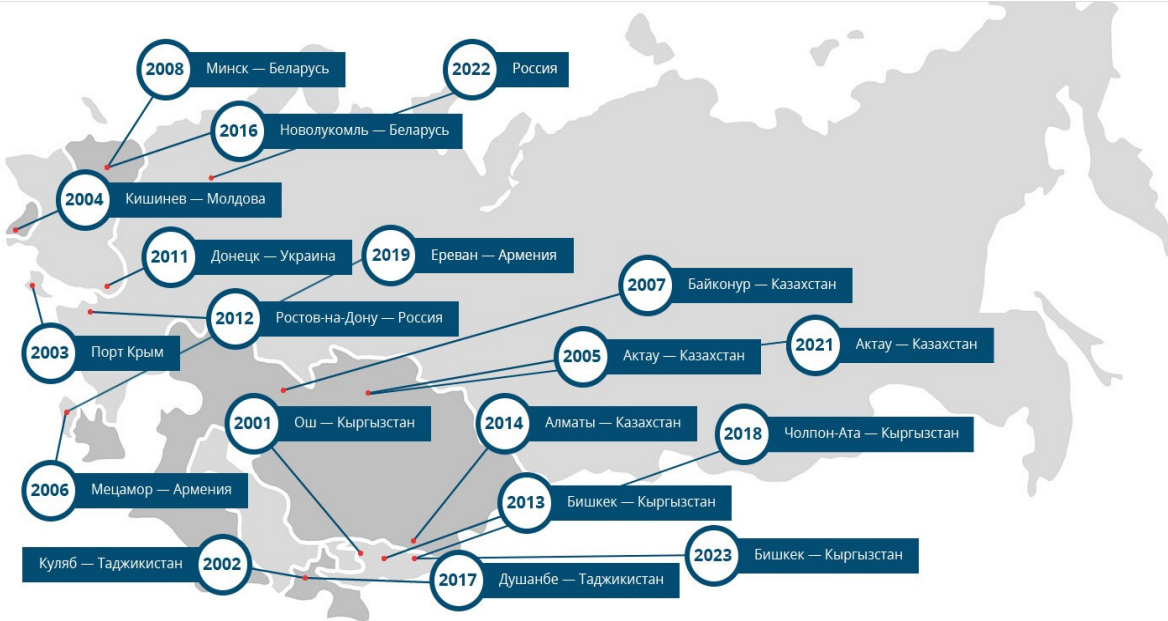 2008 Минск — Беларусь
2022 Россия
2016 Новолукомль — Беларусь
2004 Кишинев — Молдова
2011 Донецк — Украина
2019 Ереван — Армения
2007 Байконур — Казахстан
2012 Ростов-на-Дону — Россия
2003 Порт Крым
2005 Актау — Казахстан
2021 Актау — Казахстан
2001 Ош — Кыргызстан
2014 Алматы — Казахстан
2018 Чолпон-Ата — Кыргызстан
2006 Мецамор — Армения
2013 Бишкек — Кыргызстан
Куляб — Таджикистан 2002
2017 Душанбе — Таджикистан
2023 Бишкек — Кыргызстан